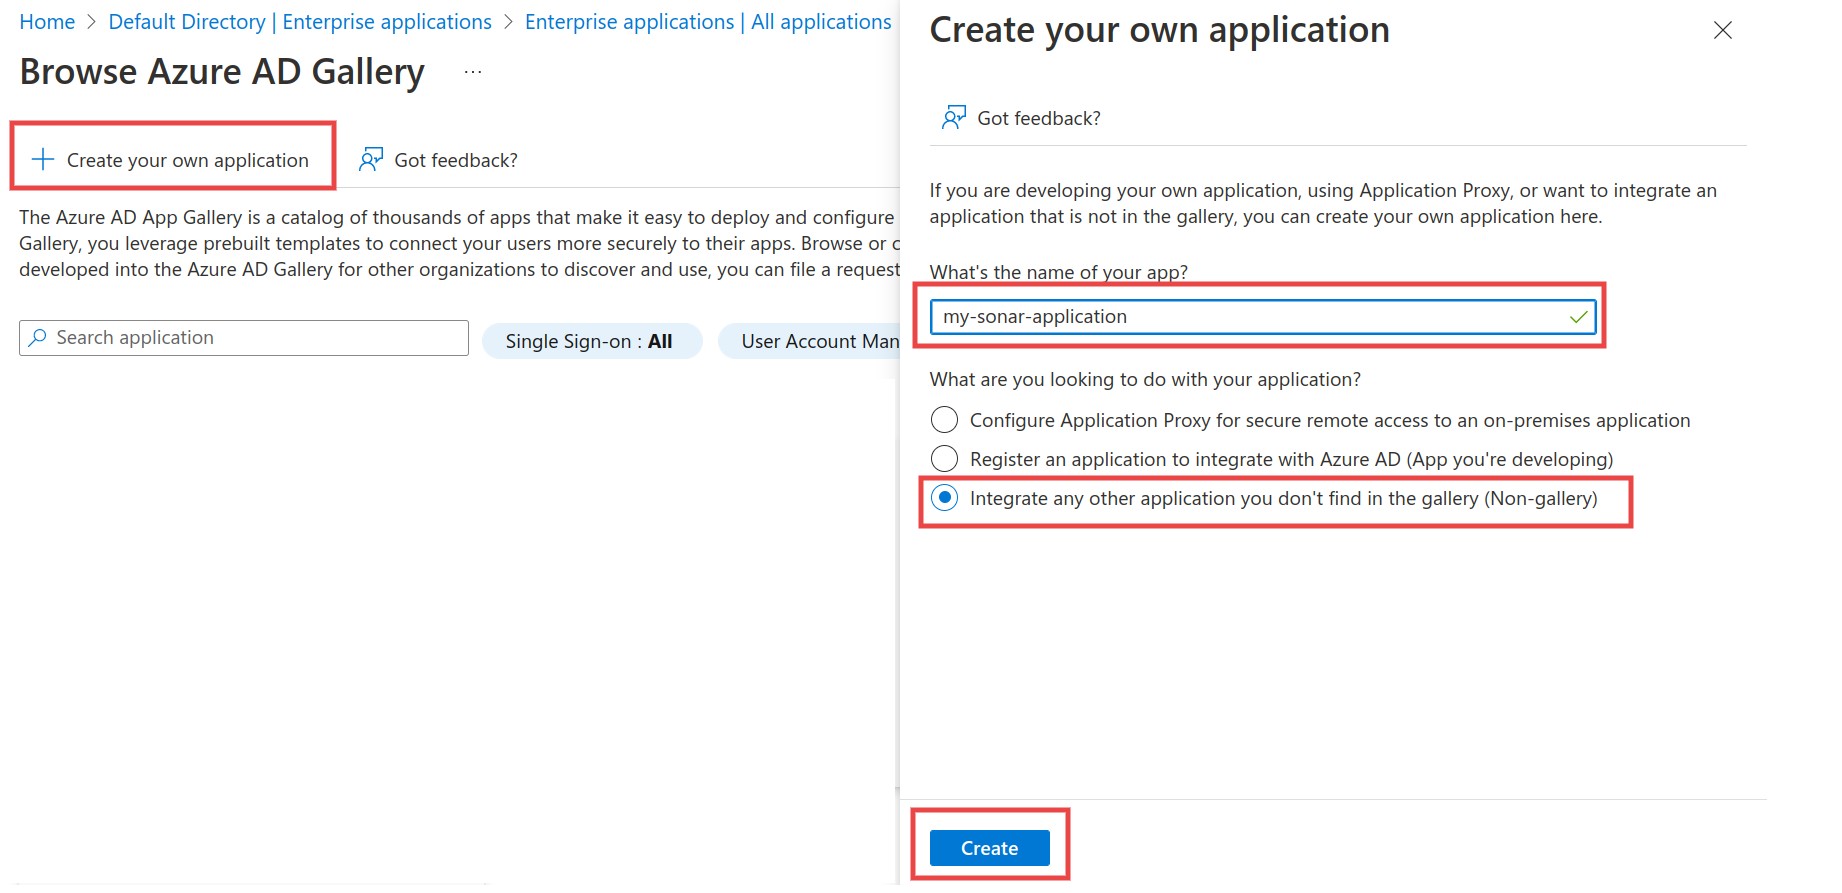 Home > Default Directory | Enterprise applications > Enterprise applications | All applications
Browse Azure AD Gallery ...
Create your own application
Got feedback?
The Azure AD App Gallery is a catalog of thousands of apps that make it easy to deploy and configure
Gallery, you leverage prebuilt templates to connect your users more securely to their apps. Browse or c
developed into the Azure AD Gallery for other organizations to discover and use, you can file a request
Search application
Single Sign-on : All
User Account Man
Create your own application
Got feedback?
If you are developing your own application, using Application Proxy, or want to integrate an
application that is not in the gallery, you can create your own application here.
What's the name of your app?
my-sonar-application
What are you looking to do with your application?
Configure Application Proxy for secure remote access to an on-premises application
Register an application to integrate with Azure AD (App you're developing)
Integrate any other application you don't find in the gallery (Non-gallery)
Create